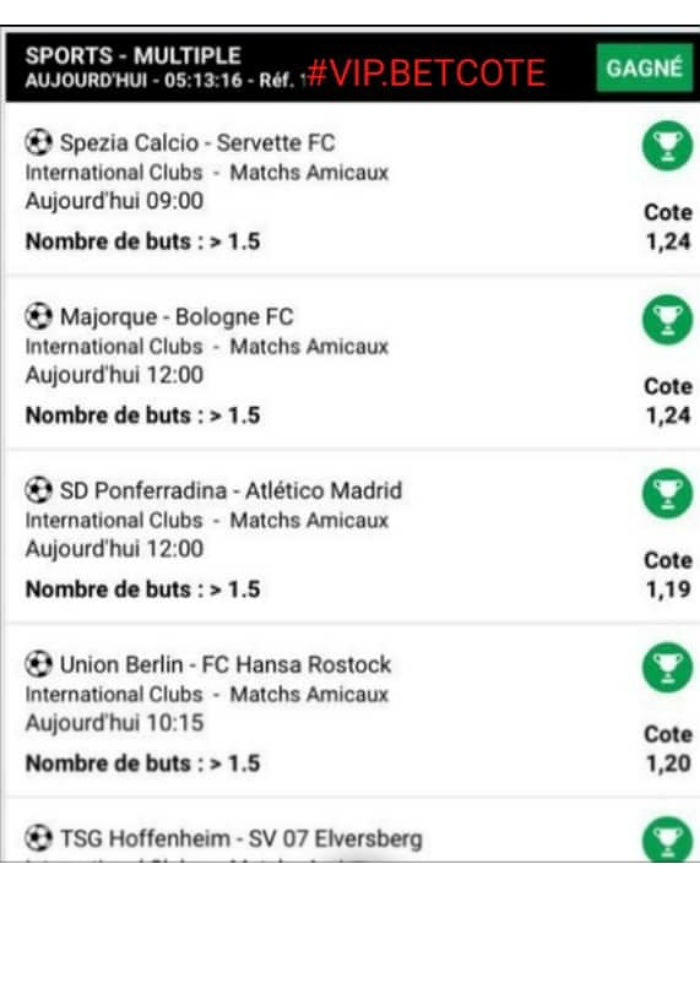 SPORTS - MULTIPLE
AUJOURD'HUI - 05:13:16 - Réf. #VIP.BETCOTE
GAGNÉ
Spezia Calcio - Servette FC
International Clubs - Matchs Amicaux
Aujourd'hui 09:00
Nombre de buts : > 1.5
Cote
1,24
Majorque - Bologne FC
International Clubs - Matchs Amicaux
Aujourd'hui 12:00
Nombre de buts : > 1.5
Cote
1,24
SD Ponferradina - Atlético Madrid
International Clubs - Matchs Amicaux
Aujourd'hui 12:00
Nombre de buts : > 1.5
Cote
1,19
Union Berlin - FC Hansa Rostock
International Clubs - Matchs Amicaux
Aujourd'hui 10:15
Nombre de buts : > 1.5
Cote
1,20
TSG Hoffenheim - SV 07 Elversberg